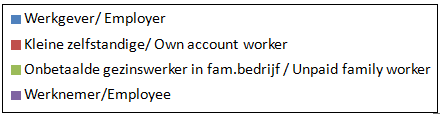 Werkgever/ Employer
Kleine zelfstandige/ Own account worker
Onbetaalde gezinswerker in fam.bedrijf / Unpaid family worker
Werknemer/Employee